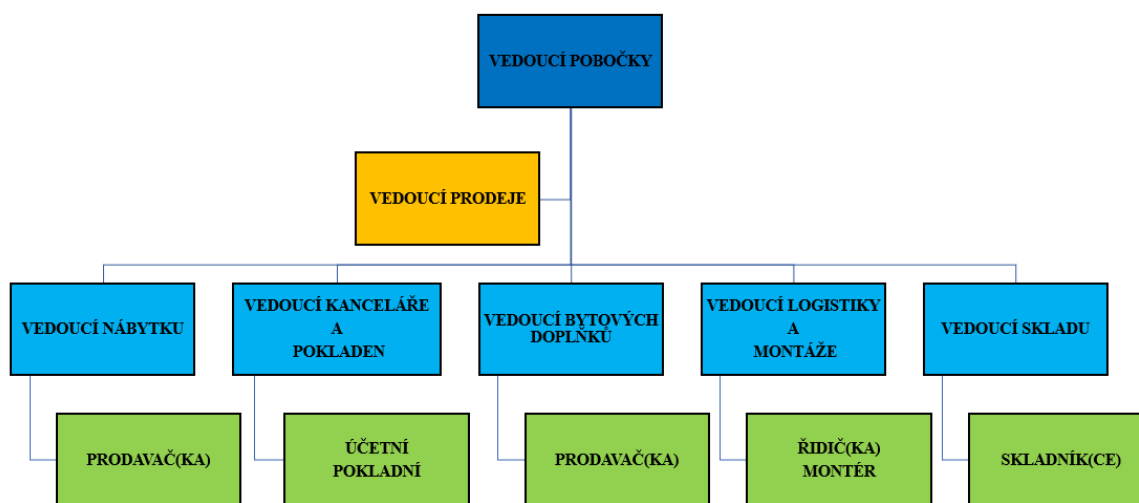 VEDOUCÍ POBOČKY
VEDOUCÍ PRODEJE
VEDOUCÍ NÁBYTKU
VEDOUCÍ KANCELÁŘE
A
POKLADEN
VEDOUCÍ BYTOVÝCH
DOPLŇKŮ
VEDOUCÍ LOGISTIKY
A
MONTÁŽE
VEDOUCÍ SKLADU
PRODAVAČ(KA)
ÚČETNÍ
POKLADNÍ
PRODAVAČ(KA)
ŘIDIČ(KA)
MONTÉR
SKLADNÍK(CE)